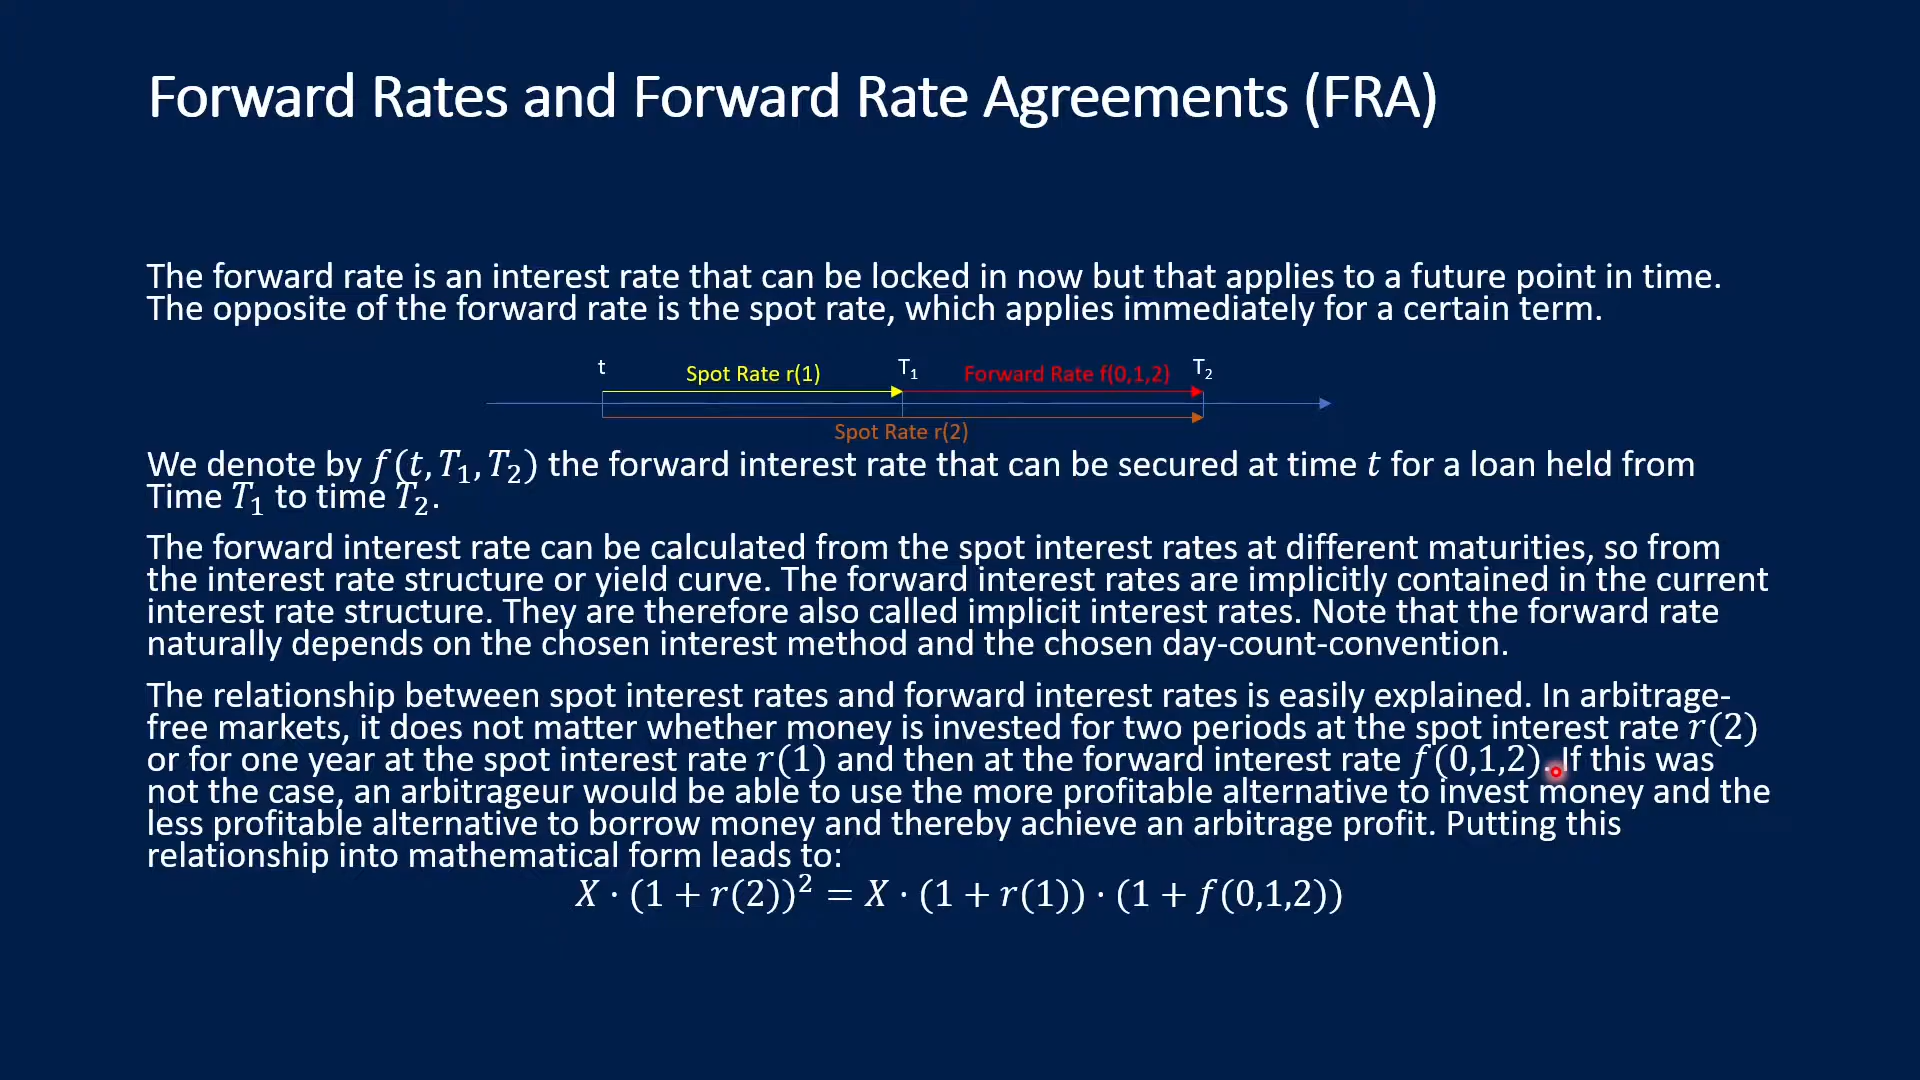 Forward Rates and Forward Rate Agreements (FRA)
The forward rate is an interest rate that can be locked in now but that applies to a future point in time.
The opposite of the forward rate is the spot rate, which applies immediately for a certain term.
t Spot Rate r(1) T₁ Forward Rate f(0,1,2) T₂
Spot Rate r(2)
We denote by f(t, T₁, T₂) the forward interest rate that can be secured at time t for a loan held from
Time T₁ to time T₂.
The forward interest rate can be calculated from the spot interest rates at different maturities, so from
the interest rate structure or yield curve. The forward interest rates are implicitly contained in the current
interest rate structure. They are therefore also called implicit interest rates. Note that the forward rate
naturally depends on the chosen interest method and the chosen day-count-convention.
The relationship between spot interest rates and forward interest rates is easily explained. In arbitrage-
free markets, it does not matter whether money is invested for two periods at the spot interest rate r(2)
or for one year at the spot interest rate r(1) and then at the forward interest rate f(0,1,2). If this was
not the case, an arbitrageur would be able to use the more profitable alternative to invest money and the
less profitable alternative to borrow money and thereby achieve an arbitrage profit. Putting this
relationship into mathematical form leads to:
X · (1 + r(2))² = X · (1 + r(1)) · (1 + f(0,1,2))